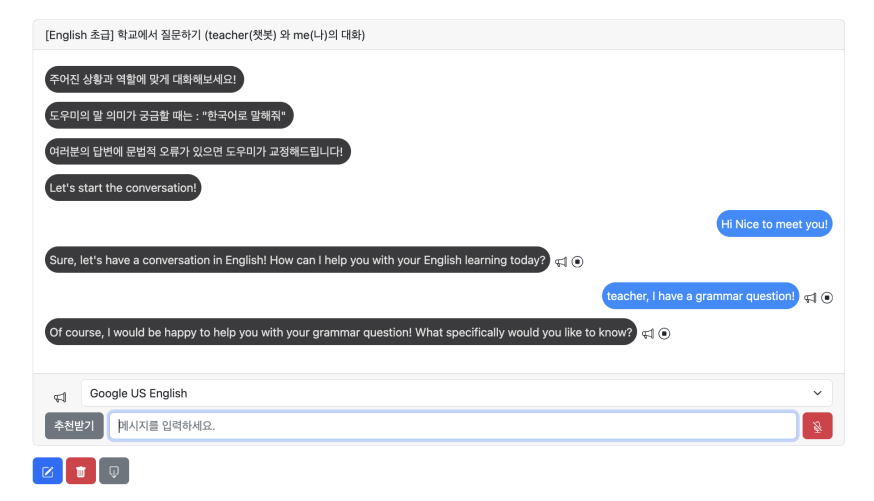 [English 초급] 학교에서 질문하기 (teacher(챗봇) 와 me(나)의 대화)
주어진 상황과 역할에 맞게 대화해보세요!
도우미의 말 의미가 궁금할 때는 : "한국어로 말해줘"
여러분의 답변에 문법적 오류가 있으면 도우미가 교정해드립니다!
Let's start the conversation!
Hi Nice to meet you!
Sure, let's have a conversation in English! How can I help you with your English learning today?
teacher, I have a grammar question!
Of course, I would be happy to help you with your grammar question! What specifically would you like to know?
Google US English
추천받기 메시지를 입력하세요.